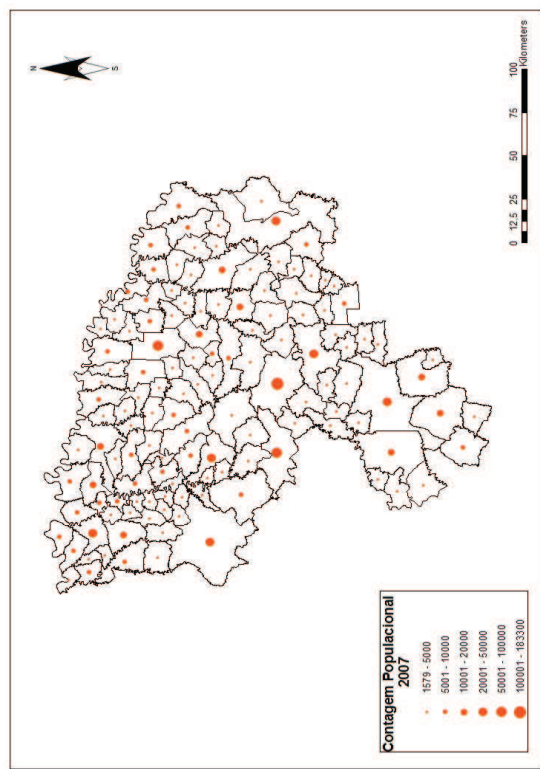 N
S
0 12.5 25 50 75 100
Kilometers
Contagem Populacional
2007
1579 - 5000
5001 - 10000
10001 - 20000
20001 - 50000
50001 - 100000
100001 - 183300